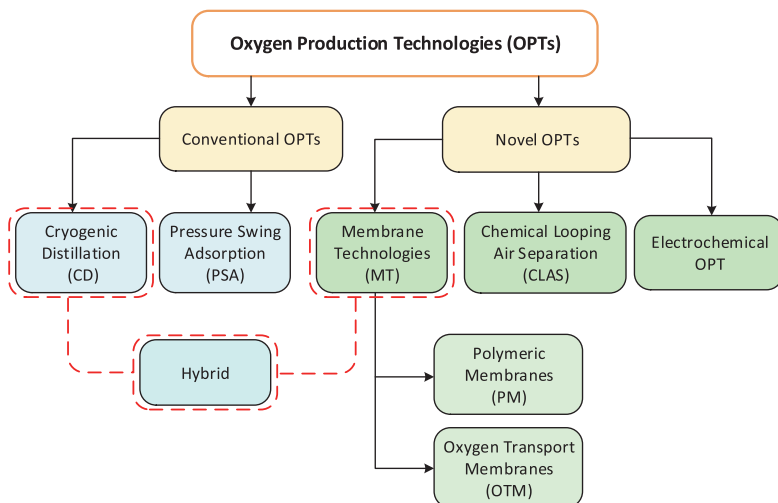 Oxygen Production Technologies (OPTs)
Conventional OPTs
Novel OPTs
Cryogenic
Distillation
(CD)
Pressure Swing
Adsorption
(PSA)
Membrane
Technologies
(MT)
Chemical Looping
Air Separation
(CLAS)
Electrochemical
OPT
Hybrid
Polymeric
Membranes
(PM)
Oxygen Transport
Membranes
(OTM)